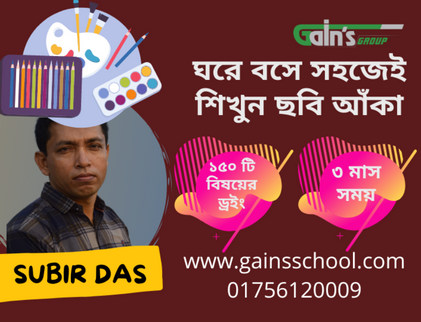 Gain's
GROUP
ঘরে বসে সহজেই
শিখুন ছবি আঁকা
১৫০ টি
বিষয়ের
ড্রইং
৩ মাস
সময়
SUBIR DAS
www.gainsschool.com
01756120009